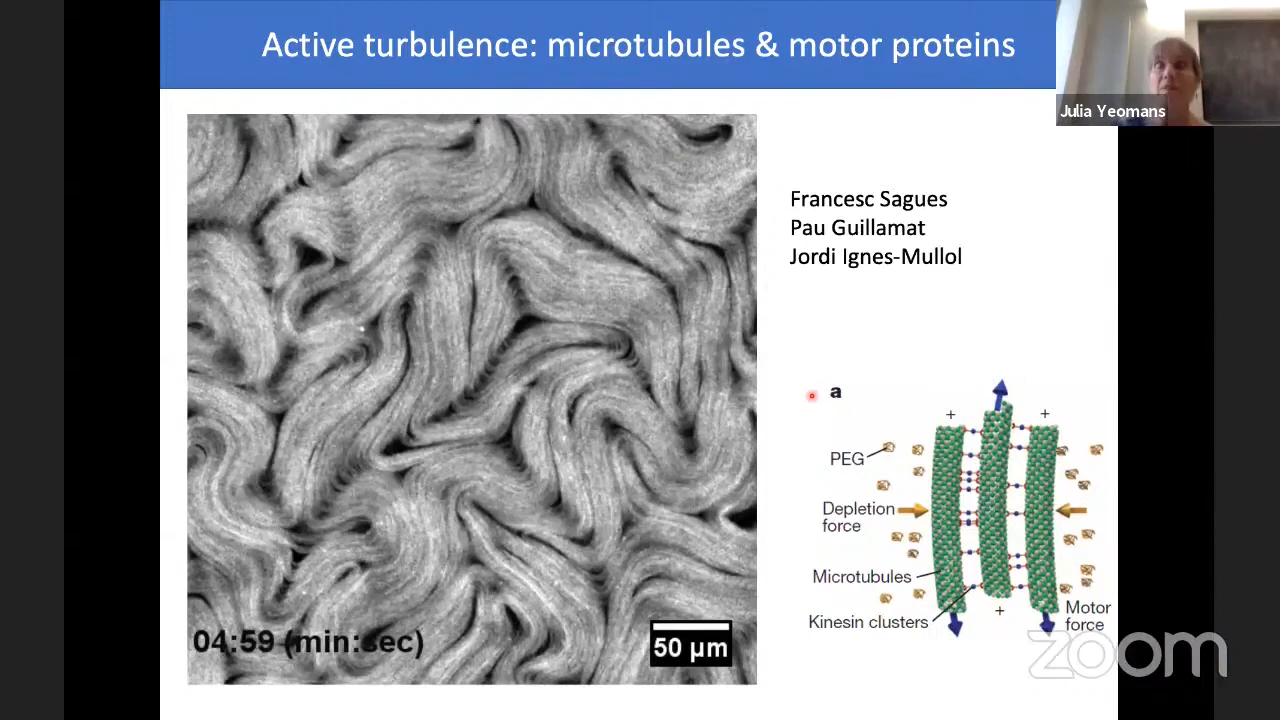 Active turbulence: microtubules & motor proteins
Julia Yeomans
Francesc Sagues
Pau Guillamat
Jordi Ignes-Mullol
a
+
+
PEG
Depletion
force
Microtubules
+
Kinesin clusters
Motor
force
04:59 (min:sec)
50 µm
zoom